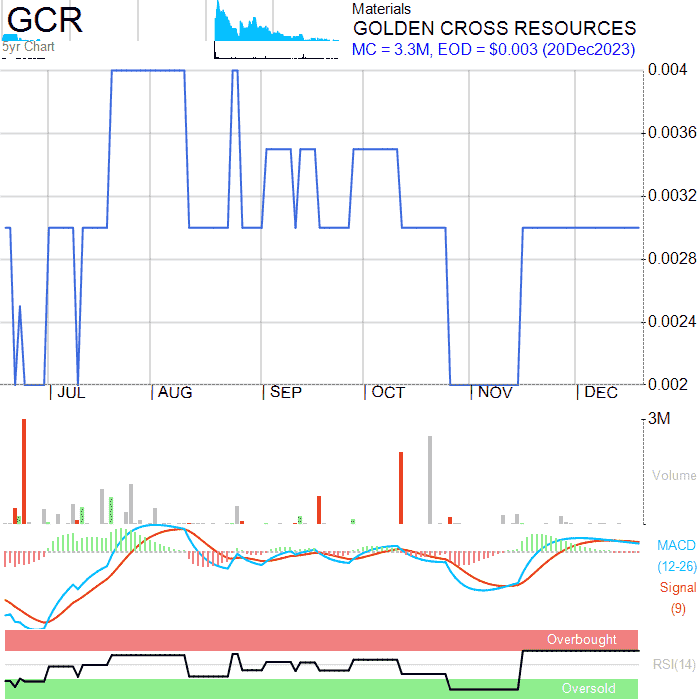 GCR
5yr Chart
Materials
GOLDEN CROSS RESOURCES
MC = 3.3M, EOD = $0.003 (20Dec2023)
0.004
0.0036
0.0032
0.0028
0.0024
0.002
JUL AUG SEP OCT NOV DEC
3M
Volume
MACD
(12-26)
Signal
(9)
Overbought
RSI(14)
Oversold